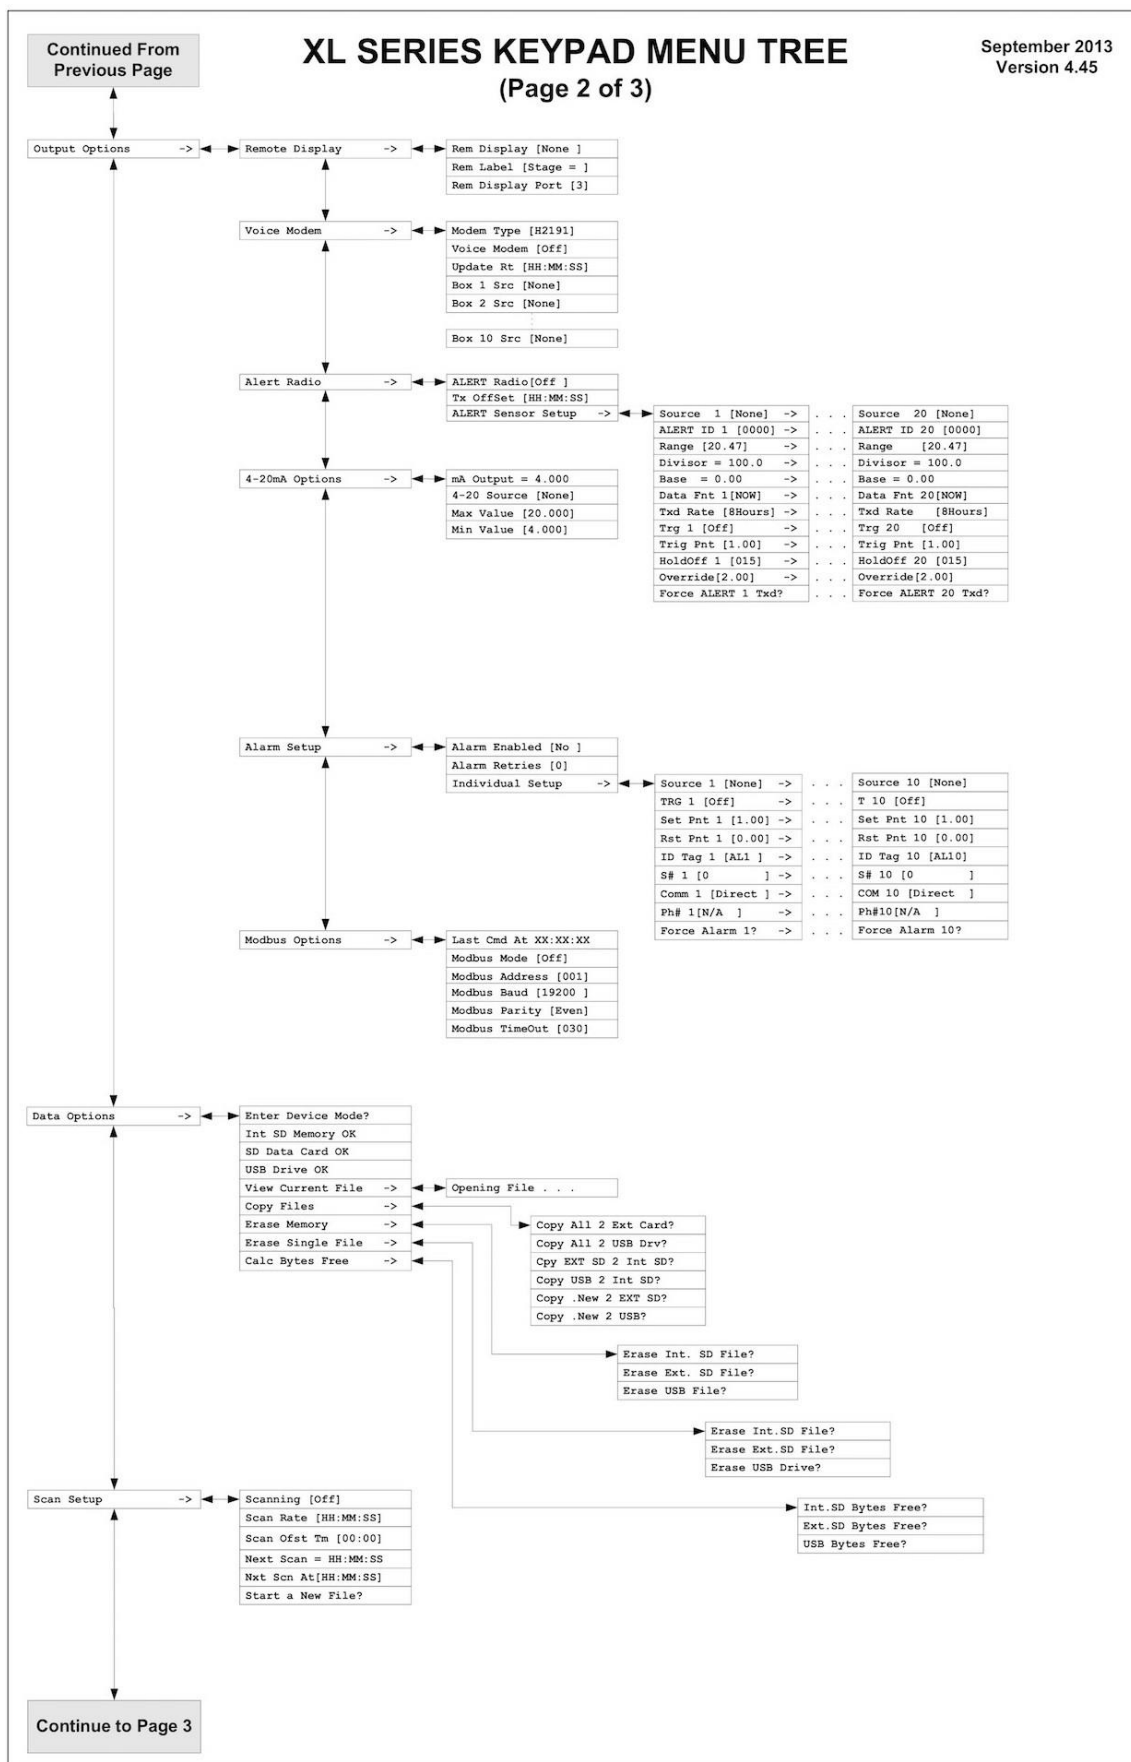 Continued From
Previous Page
XL SERIES KEYPAD MENU TREE
(Page 2 of 3)
September 2013
Version 4.45
Output Options ->
Remote Display ->
Rem Display [None ]
Rem Label [Stage = ]
Rem Display Port [3]
Voice Modem ->
Modem Type [H2191]
Voice Modem [Off]
Update Rt [HH:MM:SS]
Box 1 Src [None]
Box 2 Src [None]
Box 10 Src [None]
Alert Radio ->
ALERT Radio[Off ]
Tx OffSet [HH:MM:SS]
ALERT Sensor Setup ->
Source 1 [None] -> . . . Source 20 [None]
ALERT ID 1 [0000] -> . . . ALERT ID 20 [0000]
Range [20.47] -> . . . Range [20.47]
Divisor = 100.0 -> . . . Divisor = 100.0
Base = 0.00 -> . . . Base = 0.00
Data Fnt 1[NOW] -> . . . Data Fnt 20[NOW]
Txd Rate [8Hours] -> . . . Txd Rate [8Hours]
Trg 1 [Off] -> . . . Trg 20 [Off]
Trig Pnt [1.00] -> . . . Trig Pnt [1.00]
HoldOff 1 [015] -> . . . HoldOff 20 [015]
Override[2.00] -> . . . Override[2.00]
Force ALERT 1 Txd? . . . Force ALERT 20 Txd?
4-20mA Options ->
mA Output = 4.000
4-20 Source [None]
Max Value [20.000]
Min Value [4.000]
Alarm Setup ->
Alarm Enabled [No ]
Alarm Retries [0]
Individual Setup ->
Source 1 [None] -> . . . Source 10 [None]
TRG 1 [Off] -> . . . T 10 [Off]
Set Pnt 1 [1.00] -> . . . Set Pnt 10 [1.00]
Rst Pnt 1 [0.00] -> . . . Rst Pnt 10 [0.00]
ID Tag 1 [AL1 ] -> . . . ID Tag 10 [AL10]
S# 1 [0 ] -> . . . S# 10 [0 ]
Comm 1 [Direct ] -> . . . COM 10 [Direct ]
Ph# 1[N/A ] -> . . . Ph#10[N/A ]
Force Alarm 1? -> . . . Force Alarm 10?
Modbus Options ->
Last Cmd At XX:XX:XX
Modbus Mode [Off]
Modbus Address [001]
Modbus Baud [19200 ]
Modbus Parity [Even]
Modbus TimeOut [030]
Data Options ->
Enter Device Mode?
Int SD Memory OK
SD Data Card OK
USB Drive OK
View Current File ->
Opening File . . .
Copy Files ->
Erase Memory ->
Erase Single File ->
Calc Bytes Free ->
Copy All 2 Ext Card?
Copy All 2 USB Drv?
Cpy EXT SD 2 Int SD?
Copy USB 2 Int SD?
Copy .New 2 EXT SD?
Copy .New 2 USB?
Erase Int. SD File?
Erase Ext. SD File?
Erase USB File?
Erase Int.SD File?
Erase Ext.SD File?
Erase USB Drive?
Int.SD Bytes Free?
Ext.SD Bytes Free?
USB Bytes Free?
Scan Setup ->
Scanning [Off]
Scan Rate [HH:MM:SS]
Scan Ofst Tm [00:00]
Next Scan = HH:MM:SS
Nxt Scn At[HH:MM:SS]
Start a New File?
Continue to Page 3